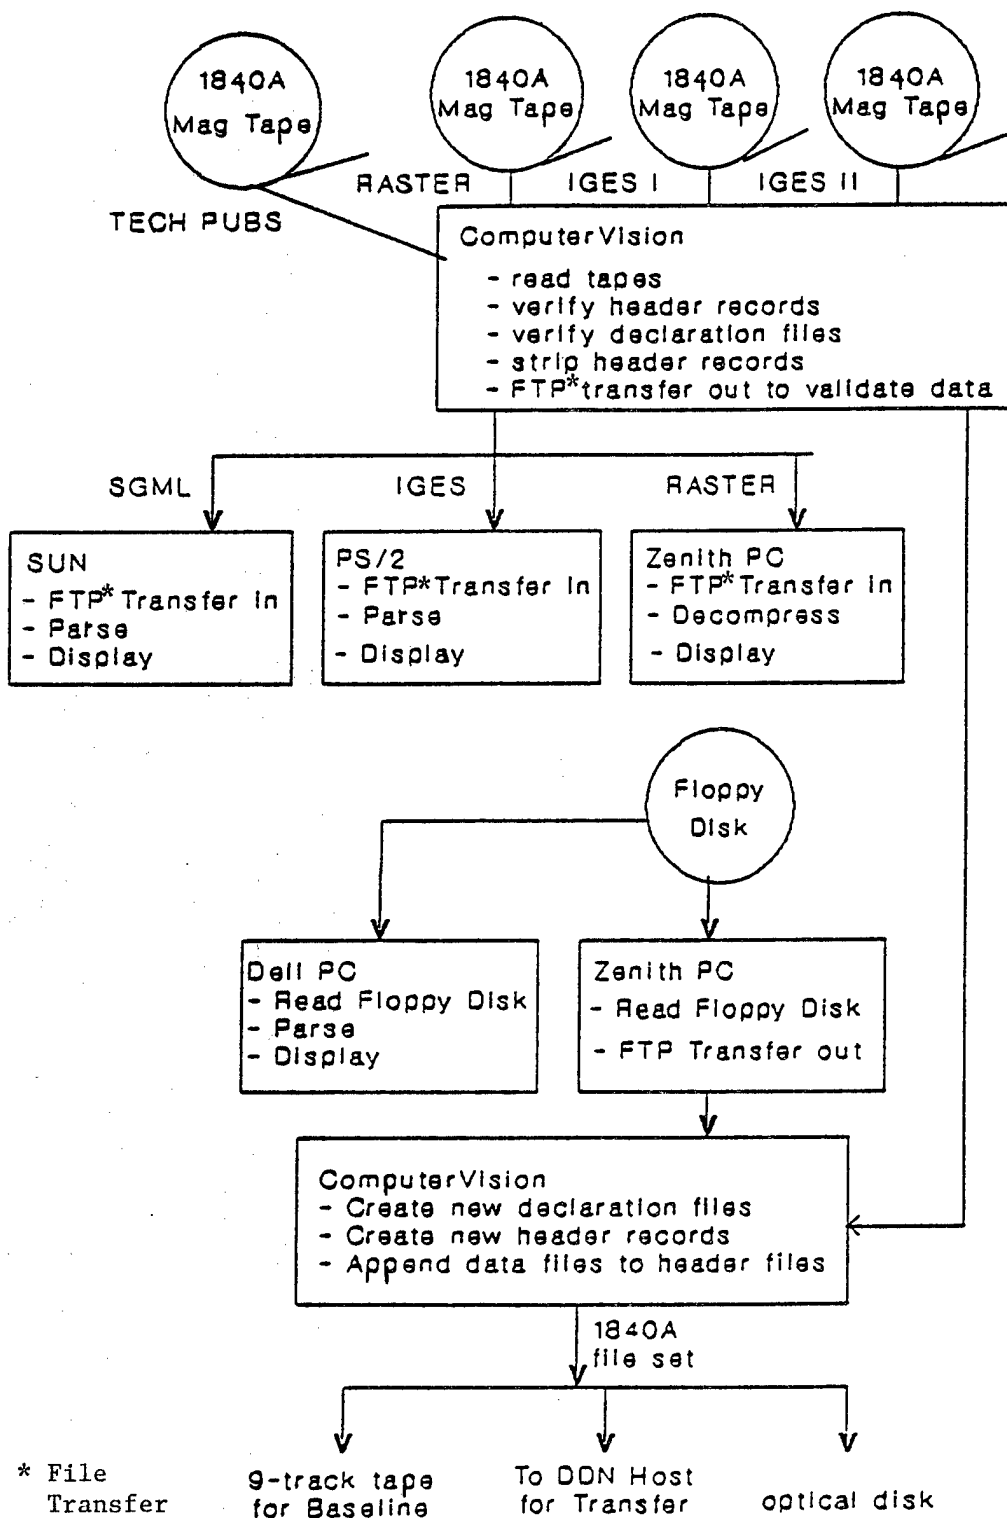 1840A
Mag Tape
1840A
Mag Tape
1840A
Mag Tape
1840A
Mag Tape
TECH PUBS
RASTER
IGES I
IGES II
ComputerVision
- read tapes
- verify header records
- verify declaration files
- strip header records
- FTP* transfer out to validate data
SGML
IGES
RASTER
SUN
- FTP* Transfer in
- Parse
- Display
PS/2
- FTP* Transfer in
- Parse
- Display
Zenith PC
- FTP* Transfer in
- Decompress
- Display
Floppy
Disk
Dell PC
- Read Floppy Disk
- Parse
- Display
Zenith PC
- Read Floppy Disk
- FTP Transfer out
ComputerVision
- Create new declaration files
- Create new header records
- Append data files to header files
1840A
file set
* File
Transfer
9-track tape
for Baseline
To DDN Host
for Transfer
optical disk